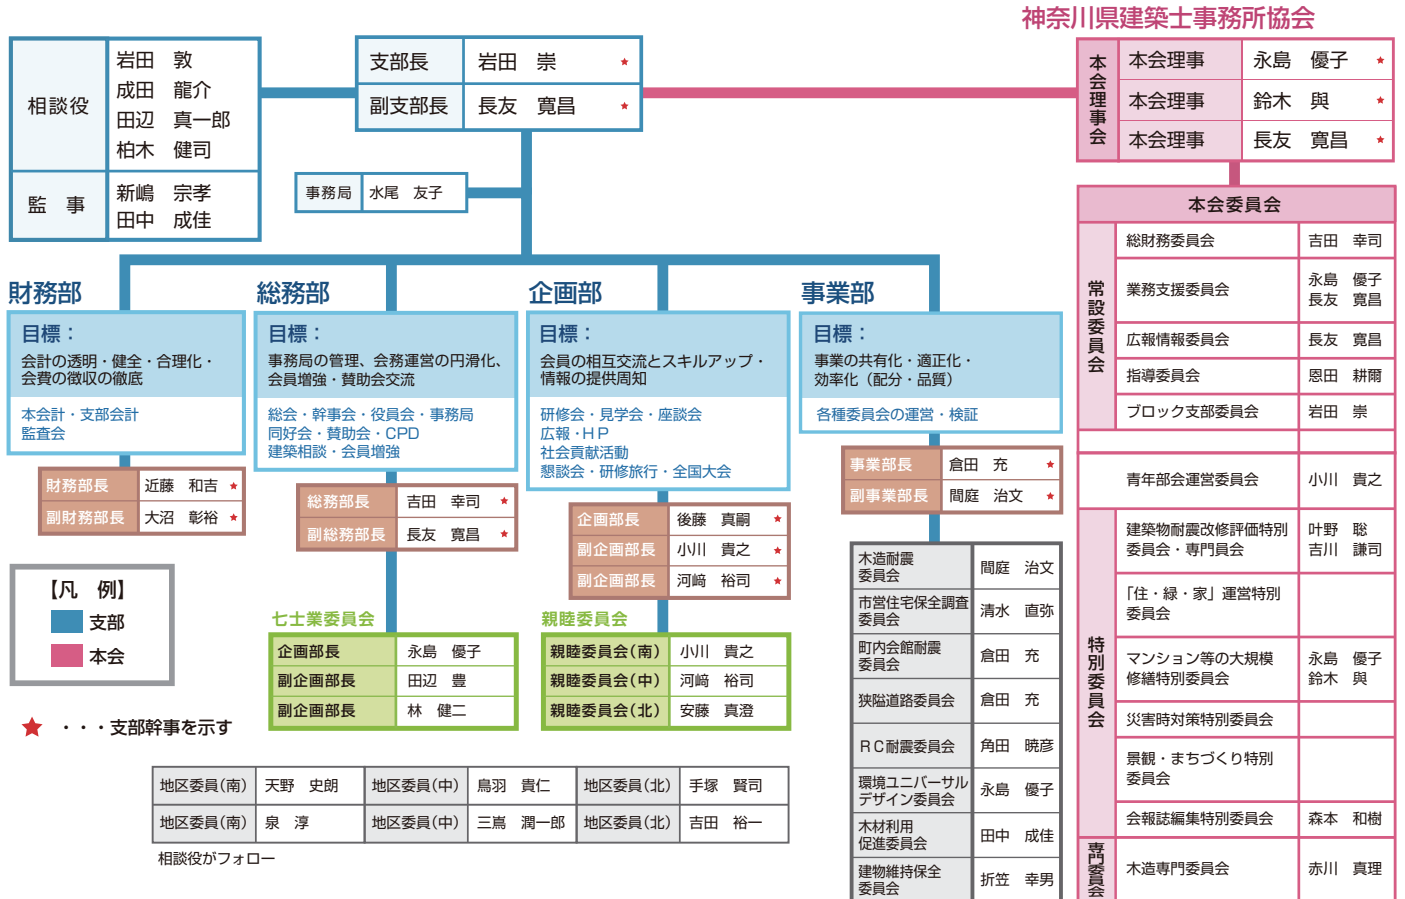 神奈川県建築士事務所協会
相談役
岩田　敦
成田　龍介
田辺　真一郎
柏木　健司
監　事
新嶋　宗孝
田中　成佳
支部長　岩田　崇　★
副支部長　長友　寛昌　★
事務局　水尾　友子
本会理事会
本会理事　永島　優子　★
本会理事　鈴木　與　★
本会理事　長友　寛昌　★
財務部
目標：
会計の透明・健全・合理化・
会費の徴収の徹底
本会計・支部会計
監査会
財務部長　近藤　和吉　★
副財務部長　大沼　彰裕　★
総務部
目標：
事務局の管理、会務運営の円滑化、
会員増強・賛助会交流
総会・幹事会・役員会・事務局
同好会・賛助会・CPD
建築相談・会員増強
総務部長　吉田　幸司　★
副総務部長　長友　寛昌　★
七士業委員会
企画部長　永島　優子
副企画部長　田辺　豊
副企画部長　林　健二
企画部
目標：
会員の相互交流とスキルアップ・
情報の提供周知
研修会・見学会・座談会
広報・ＨＰ
社会貢献活動
懇談会・研修旅行・全国大会
企画部長　後藤　真嗣　★
副企画部長　小川　貴之　★
副企画部長　河﨑　裕司　★
親睦委員会
親睦委員会(南)　小川　貴之
親睦委員会(中)　河﨑　裕司
親睦委員会(北)　安藤　真澄
事業部
目標：
事業の共有化・適正化・
効率化（配分・品質）
各種委員会の運営・検証
事業部長　倉田　充　★
副事業部長　間庭　治文　★
木造耐震
委員会　間庭　治文
市営住宅保全調査
委員会　清水　直弥
町内会館耐震
委員会　倉田　充
狭隘道路委員会　倉田　充
ＲＣ耐震委員会　角田　暁彦
環境ユニバーサル
デザイン委員会　永島　優子
木材利用
促進委員会　田中　成佳
建物維持保全
委員会　折笠　幸男
【凡　例】
支部
本会
★　・・・支部幹事を示す
地区委員(南)　天野　史朗　地区委員(中)　鳥羽　貴仁　地区委員(北)　手塚　賢司
地区委員(南)　泉　淳　地区委員(中)　三嶌　潤一郎　地区委員(北)　吉田　裕一
相談役がフォロー
本会委員会
常設委員会
総財務委員会　吉田　幸司
業務支援委員会　永島　優子
長友　寛昌
広報情報委員会　長友　寛昌
指導委員会　恩田　耕爾
ブロック支部委員会　岩田　崇
青年部会運営委員会　小川　貴之
特別委員会
建築物耐震改修評価特別　叶野　聡
委員会・専門員会　吉川　謙司
「住・緑・家」運営特別
委員会
マンション等の大規模　永島　優子
修繕特別委員会　鈴木　與
災害時対策特別委員会
景観・まちづくり特別
委員会
会報誌編集特別委員会　森本　和樹
専門委員会
木造専門委員会　赤川　真理